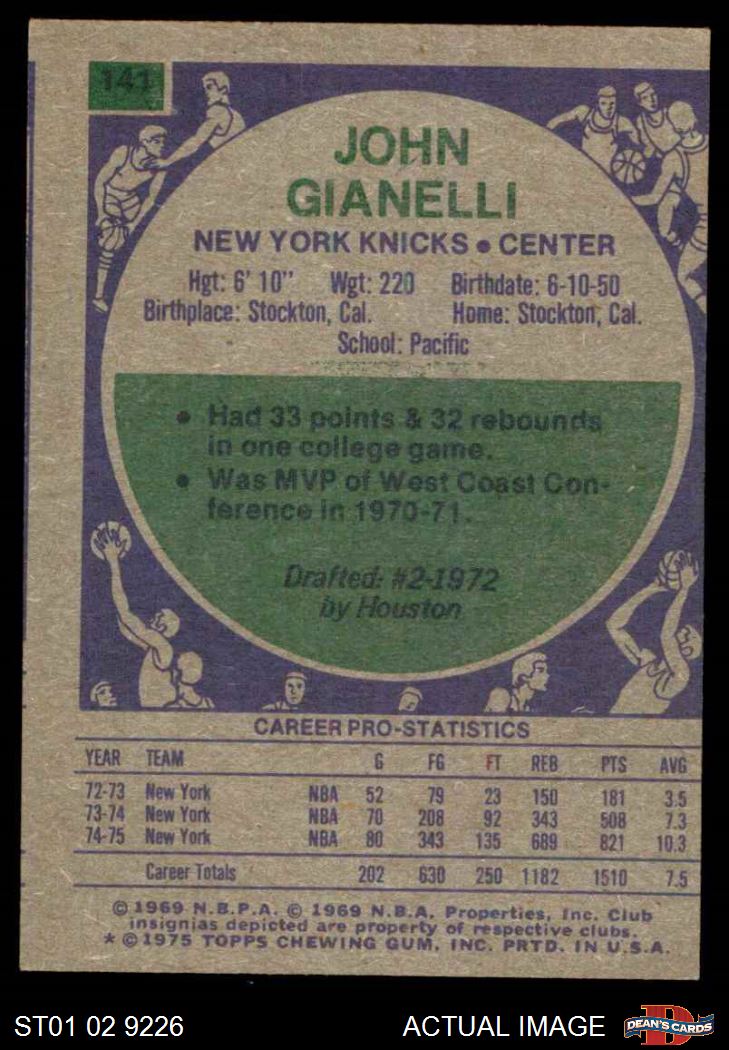 141
JOHN
GIANELLI
NEW YORK KNICKS • CENTER
Hgt: 6' 10" Wgt: 220 Birthdate: 6-10-50
Birthplace: Stockton, Cal. Home: Stockton, Cal.
School: Pacific
• Had 33 points & 32 rebounds
in one college game.
• Was MVP of West Coast Con-
ference in 1970-71.
Drafted: #2-1972
by Houston
CAREER PRO-STATISTICS
YEAR TEAM G FG FT REB PTS AVG
72-73 New York NBA 52 79 23 150 181 3.5
73-74 New York NBA 70 208 92 343 508 7.3
74-75 New York NBA 80 343 135 689 821 10.3
Career Totals 202 630 250 1182 1510 7.5
© 1969 N.B.P.A. © 1969 N.B.A. Properties, Inc. Club
insignias depicted are property of respective clubs.
* © 1975 TOPPS CHEWING GUM, INC. PRTD. IN U.S.A.
ST01 02 9226 ACTUAL IMAGE DEAN'S CARDS